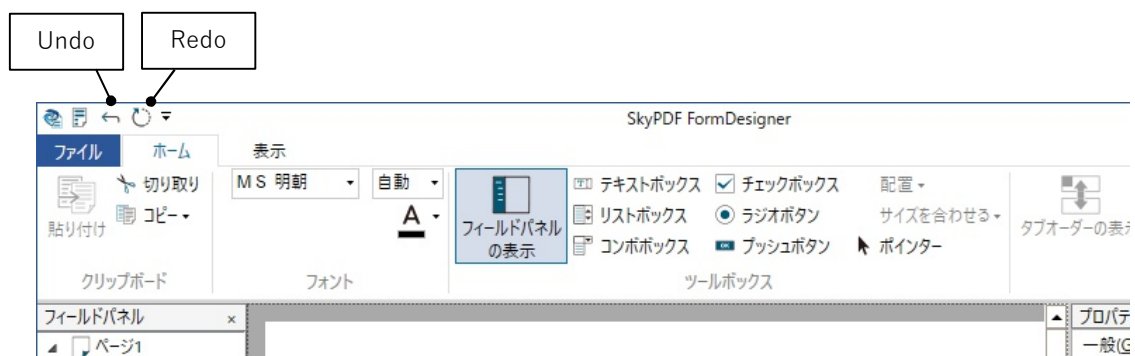 Undo
Redo
SkyPDF FormDesigner
ファイル ホーム 表示
貼り付け
切り取り
コピー
クリップボード
MS 明朝 自動
A
フォント
フィールドパネル
の表示
テキストボックス チェックボックス 配置
リストボックス ラジオボタン サイズを合わせる
コンボボックス プッシュボタン ポインター
ツールボックス
タブオーダーの表示
フィールドパネル ×
プロパテ
ページ1
一般(G